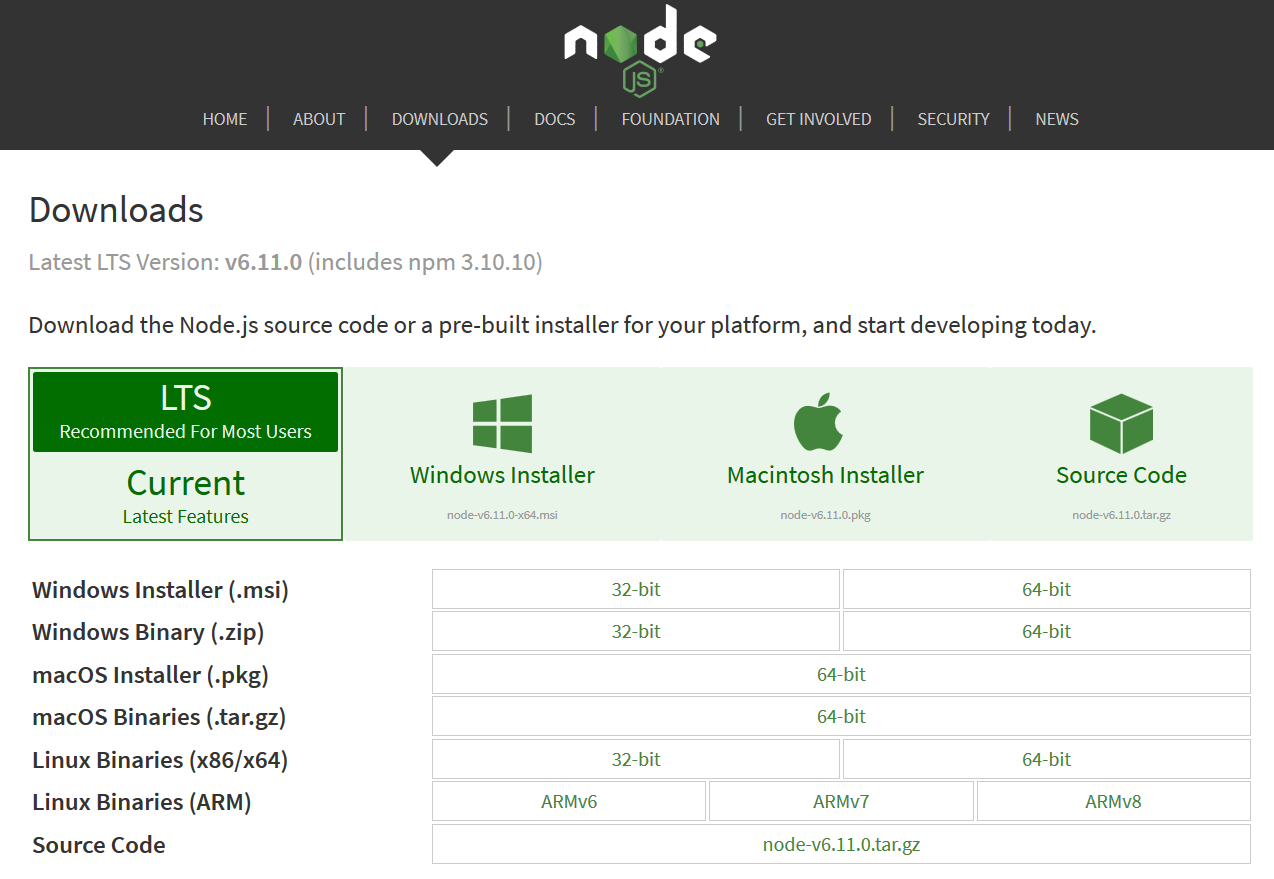 node
JS
HOME | ABOUT | DOWNLOADS | DOCS | FOUNDATION | GET INVOLVED | SECURITY | NEWS
Downloads
Latest LTS Version: v6.11.0 (includes npm 3.10.10)
Download the Node.js source code or a pre-built installer for your platform, and start developing today.
LTS
Recommended For Most Users
Current
Latest Features
Windows Installer
node-v6.11.0-x64.msi
Macintosh Installer
node-v6.11.0.pkg
Source Code
node-v6.11.0.tar.gz
Windows Installer (.msi) 32-bit 64-bit
Windows Binary (.zip) 32-bit 64-bit
macOS Installer (.pkg) 64-bit
macOS Binaries (.tar.gz) 64-bit
Linux Binaries (x86/x64) 32-bit 64-bit
Linux Binaries (ARM) ARMv6 ARMv7 ARMv8
Source Code node-v6.11.0.tar.gz